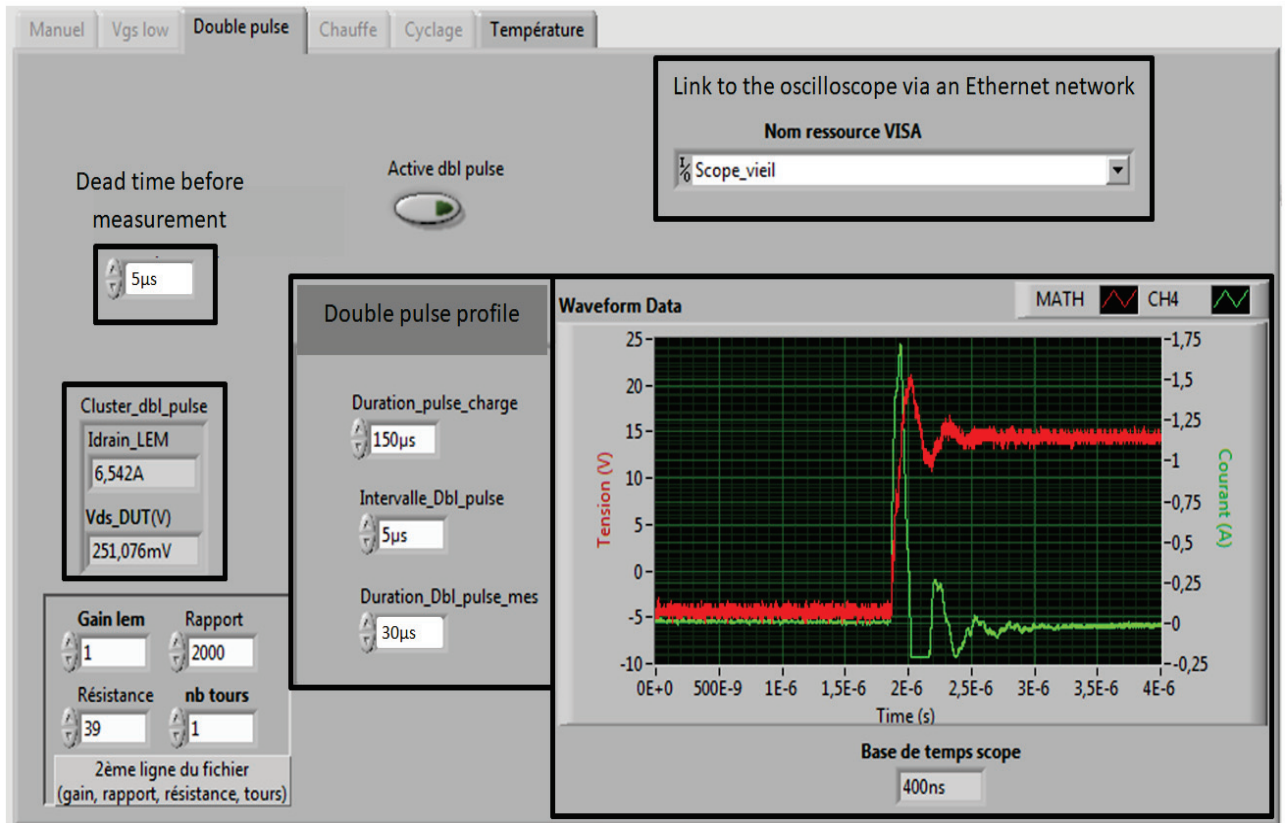 Manuel
Vgs low
Double pulse
Chauffe
Cyclage
Température
Link to the oscilloscope via an Ethernet network
Nom ressource VISA
I/O Scope_vieil
Dead time before
measurement
5µs
Active dbl pulse
Cluster_dbl_pulse
Idrain_LEM
6,542A
Vds_DUT(V)
251,076mV
Gain lem
1
Rapport
2000
Résistance
39
nb tours
1
2ème ligne du fichier
(gain, rapport, résistance, tours)
Double pulse profile
Duration_pulse_charge
150µs
Intervalle_Dbl_pulse
5µs
Duration_Dbl_pulse_mes
30µs
Waveform Data
MATH
CH4
Tension (V)
25
20
15
10
5
0
-5
-10
-1,75
-1,5
-1,25
-1
-0,75
-0,5
-0,25
-0
--0,25
Courant (A)
0E+0 500E-9 1E-6 1,5E-6 2E-6 2,5E-6 3E-6 3,5E-6 4E-6
Time (s)
Base de temps scope
400ns